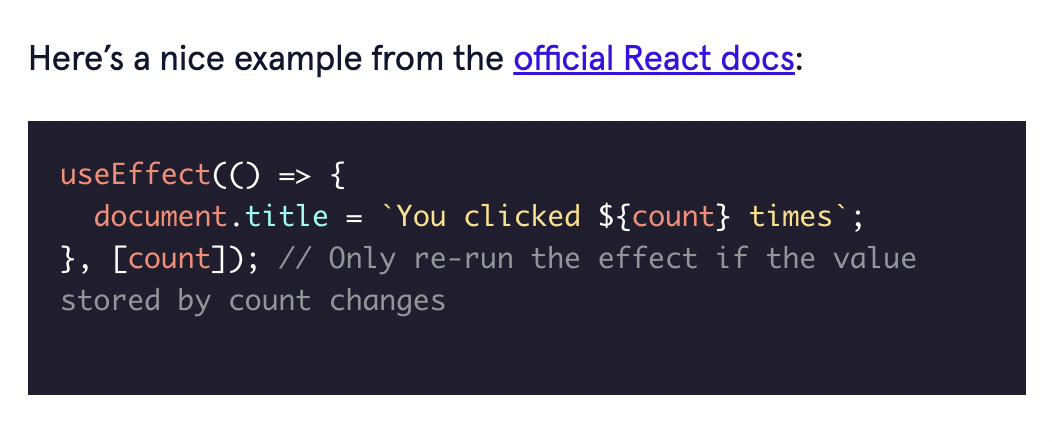 Here’s a nice example from the official React docs:
useEffect(() => {
  document.title = `You clicked ${count} times`;
}, [count]); // Only re-run the effect if the value
stored by count changes